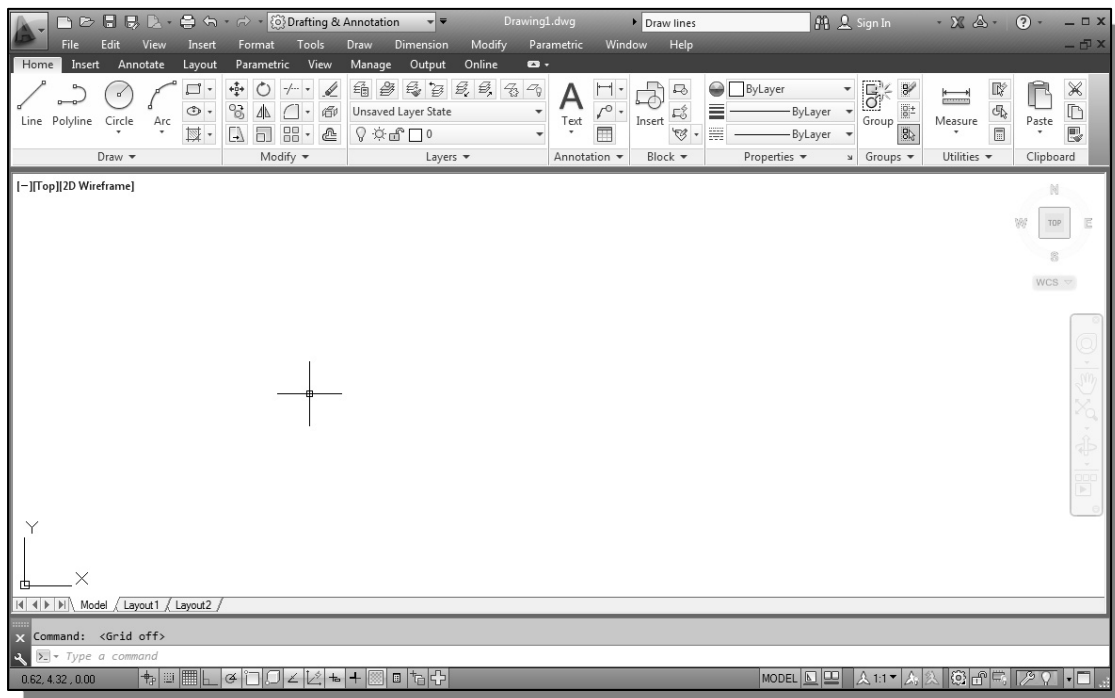 Drafting & Annotation Drawing1.dwg Draw lines Sign In
File Edit View Insert Format Tools Draw Dimension Modify Parametric Window Help
Home Insert Annotate Layout Parametric View Manage Output Online
Unsaved Layer State
0
Line Polyline Circle Arc Text Insert Group Measure Paste
ByLayer
ByLayer
ByLayer
Draw Modify Layers Annotation Block Properties Groups Utilities Clipboard
[−][Top][2D Wireframe]
N
W TOP E
S
WCS
Y
X
Model Layout1 Layout2
Command: <Grid off>
Type a command
0.62, 4.32 , 0.00 MODEL 1:1